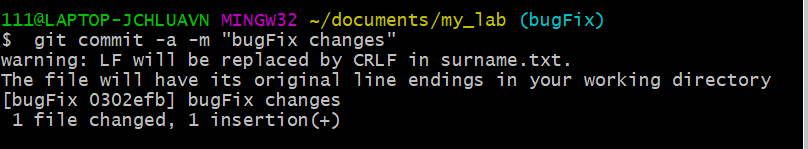 111@LAPTOP-JCHLUAVN MINGW32 ~/documents/my_lab (bugFix)
$  git commit -a -m "bugFix changes"
warning: LF will be replaced by CRLF in surname.txt.
The file will have its original line endings in your working directory
[bugFix 0302efb] bugFix changes
 1 file changed, 1 insertion(+)